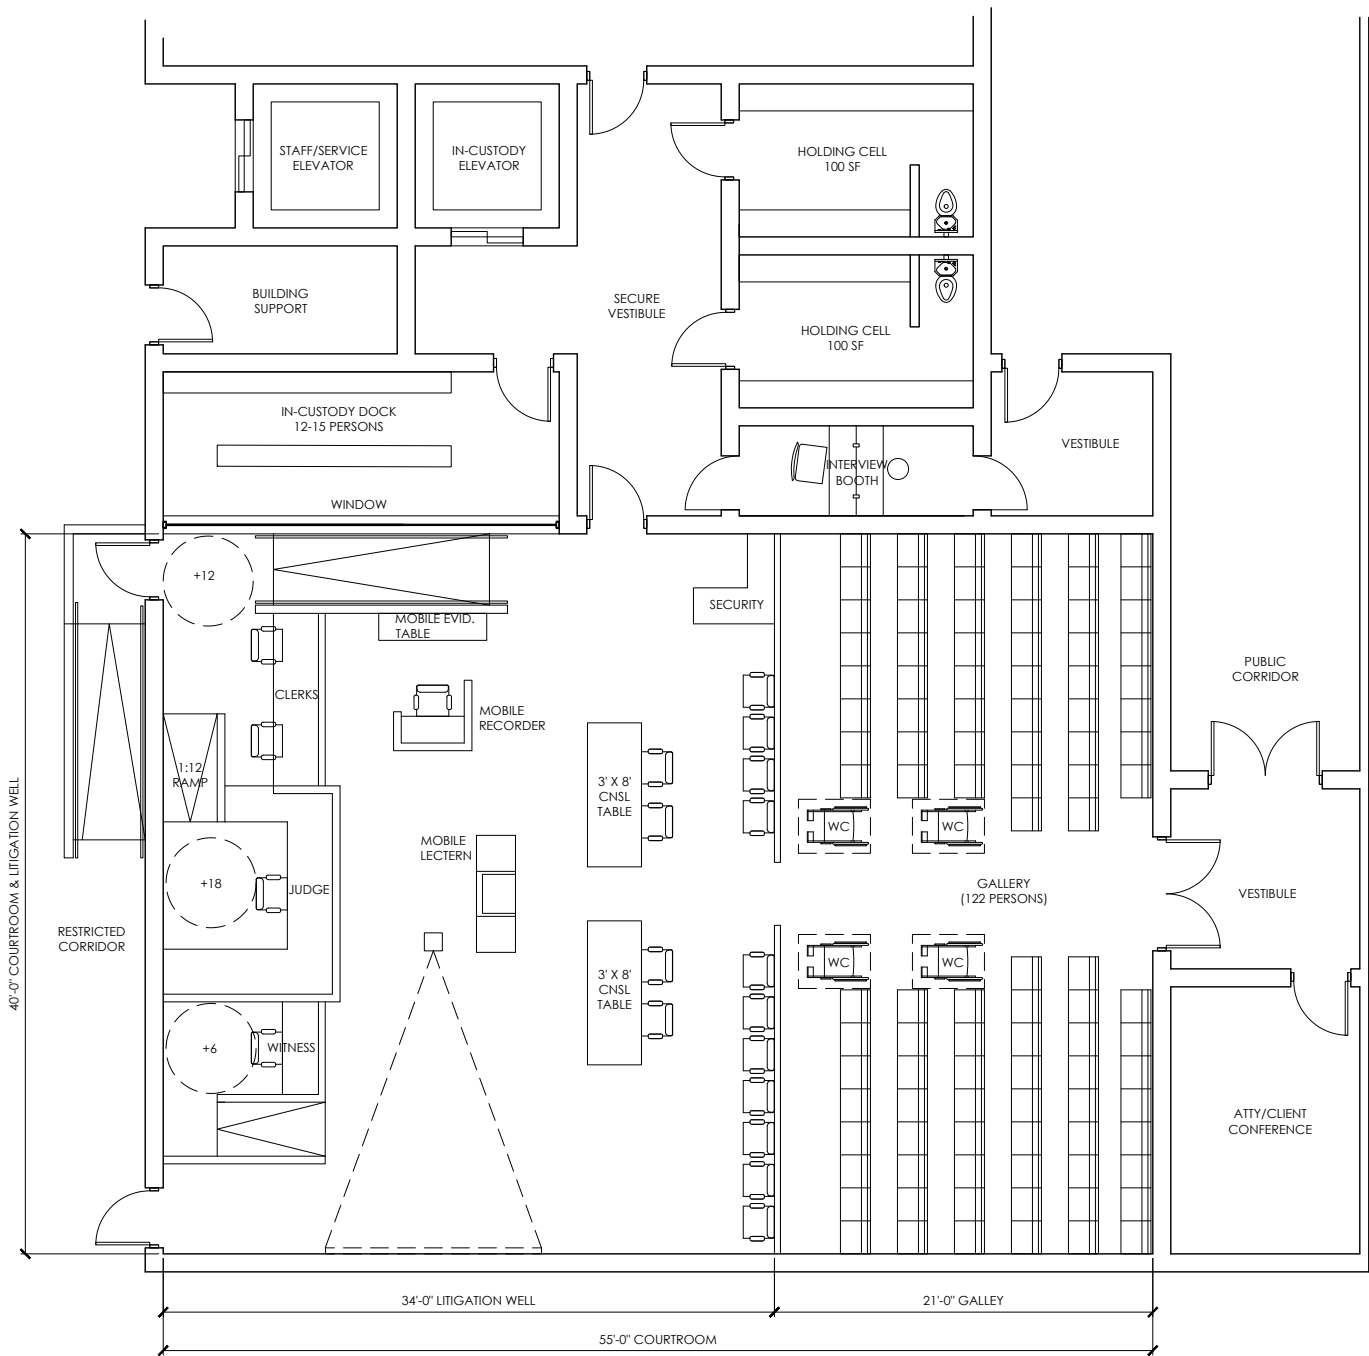 STAFF/SERVICE
ELEVATOR
IN-CUSTODY
ELEVATOR
HOLDING CELL
100 SF
BUILDING
SUPPORT
SECURE
VESTIBULE
HOLDING CELL
100 SF
IN-CUSTODY DOCK
12-15 PERSONS
WINDOW
INTERVIEW
BOOTH
VESTIBULE
+12
MOBILE EVID.
TABLE
SECURITY
CLERKS
MOBILE
RECORDER
PUBLIC
CORRIDOR
1:12
RAMP
3' X 8'
CNSL
TABLE
MOBILE
LECTERN
WC
WC
+18
JUDGE
GALLERY
(122 PERSONS)
VESTIBULE
RESTRICTED
CORRIDOR
40'-0" COURTROOM & LITIGATION WELL
3' X 8'
CNSL
TABLE
WC
WC
+6
WITNESS
ATTY/CLIENT
CONFERENCE
34'-0" LITIGATION WELL
21'-0" GALLEY
55'-0" COURTROOM